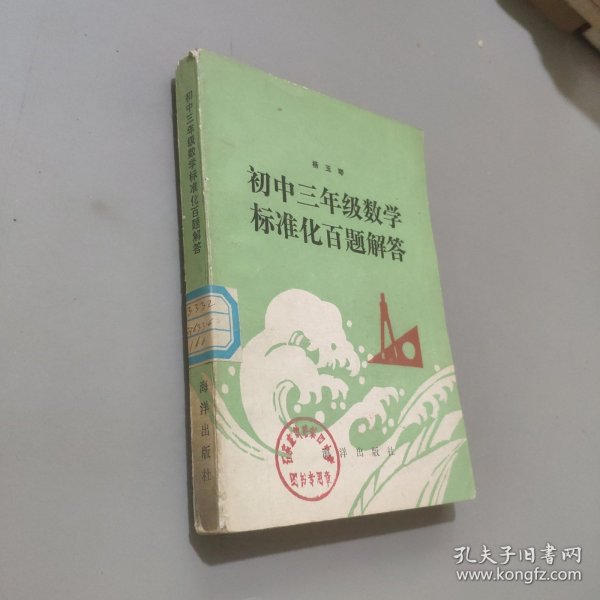 初中三年级数学标准化百题解答
海洋出版社
杨玉
初中三年级数学
标准化百题解答
海洋出版社
孔夫子旧书网
www.kongfz.com